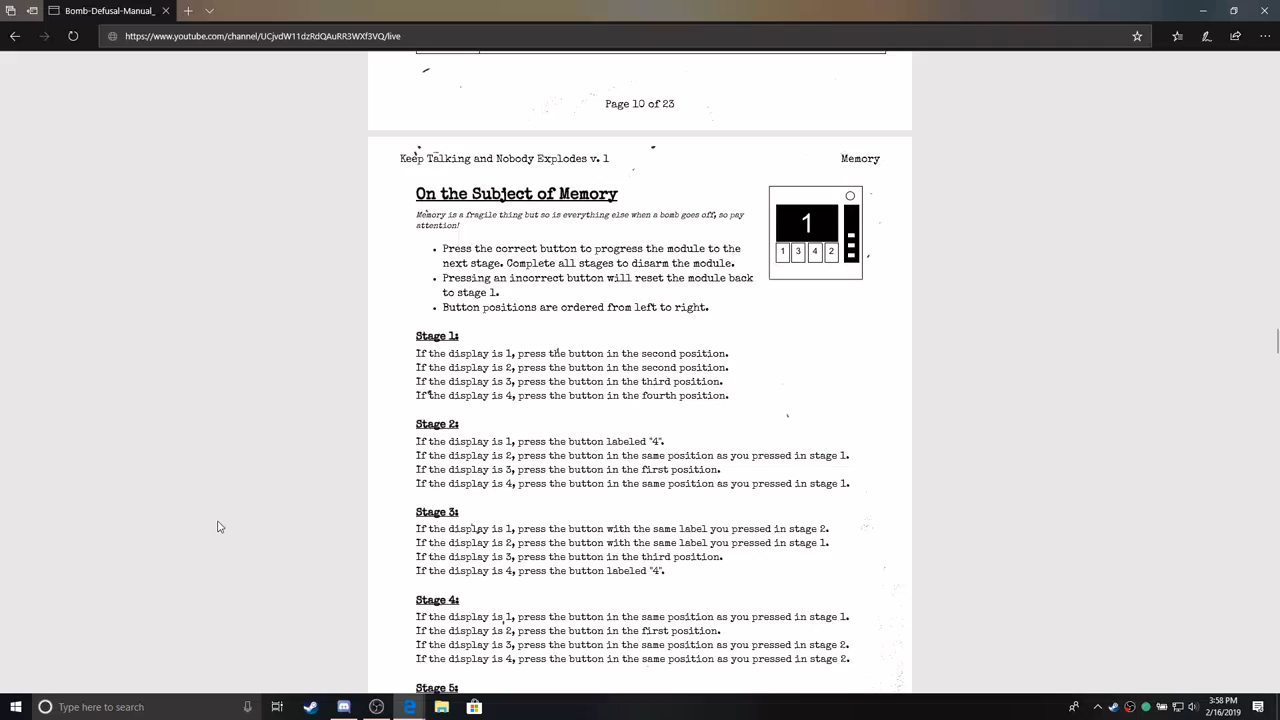 Bomb-Defusal-Manual_
https://www.youtube.com/channel/UCjvdW11dzRdQAuRR3WXf3VQ/live
Page 10 of 23
Keep Talking and Nobody Explodes v. 1
Memory
On the Subject of Memory
Memory is a fragile thing but so is everything else when a bomb goes off, so pay
attention!
1
1 3 4 2
• Press the correct button to progress the module to the
next stage. Complete all stages to disarm the module.
• Pressing an incorrect button will reset the module back
to stage 1.
• Button positions are ordered from left to right.
Stage 1:
If the display is 1, press the button in the second position.
If the display is 2, press the button in the second position.
If the display is 3, press the button in the third position.
If the display is 4, press the button in the fourth position.
Stage 2:
If the display is 1, press the button labeled "4".
If the display is 2, press the button in the same position as you pressed in stage 1.
If the display is 3, press the button in the first position.
If the display is 4, press the button in the same position as you pressed in stage 1.
Stage 3:
If the display is 1, press the button with the same label you pressed in stage 2.
If the display is 2, press the button with the same label you pressed in stage 1.
If the display is 3, press the button in the third position.
If the display is 4, press the button labeled "4".
Stage 4:
If the display is 1, press the button in the same position as you pressed in stage 1.
If the display is 2, press the button in the first position.
If the display is 3, press the button in the same position as you pressed in stage 2.
If the display is 4, press the button in the same position as you pressed in stage 2.
Stage 5:
Type here to search
3:58 PM
2/16/2019